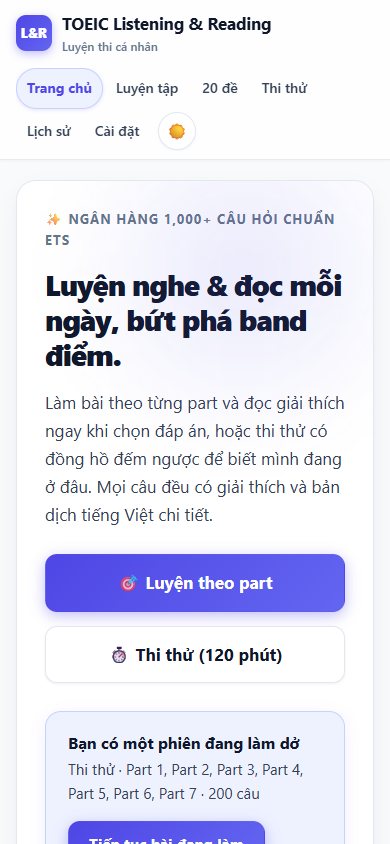 L&R
TOEIC Listening & Reading
Luyện thi cá nhân
Trang chủ
Luyện tập
20 đề
Thi thử
Lịch sử
Cài đặt
NGÂN HÀNG 1,000+ CÂU HỎI CHUẨN
ETS
Luyện nghe & đọc mỗi
ngày, bứt phá band
điểm.
Làm bài theo từng part và đọc giải thích
ngay khi chọn đáp án, hoặc thi thử có
đồng hồ đếm ngược để biết mình đang
ở đâu. Mọi câu đều có giải thích và bản
dịch tiếng Việt chi tiết.
Luyện theo part
Thi thử (120 phút)
Bạn có một phiên đang làm dở
Thi thử · Part 1, Part 2, Part 3, Part 4,
Part 5, Part 6, Part 7 · 200 câu
Tiếp tục bài đang làm